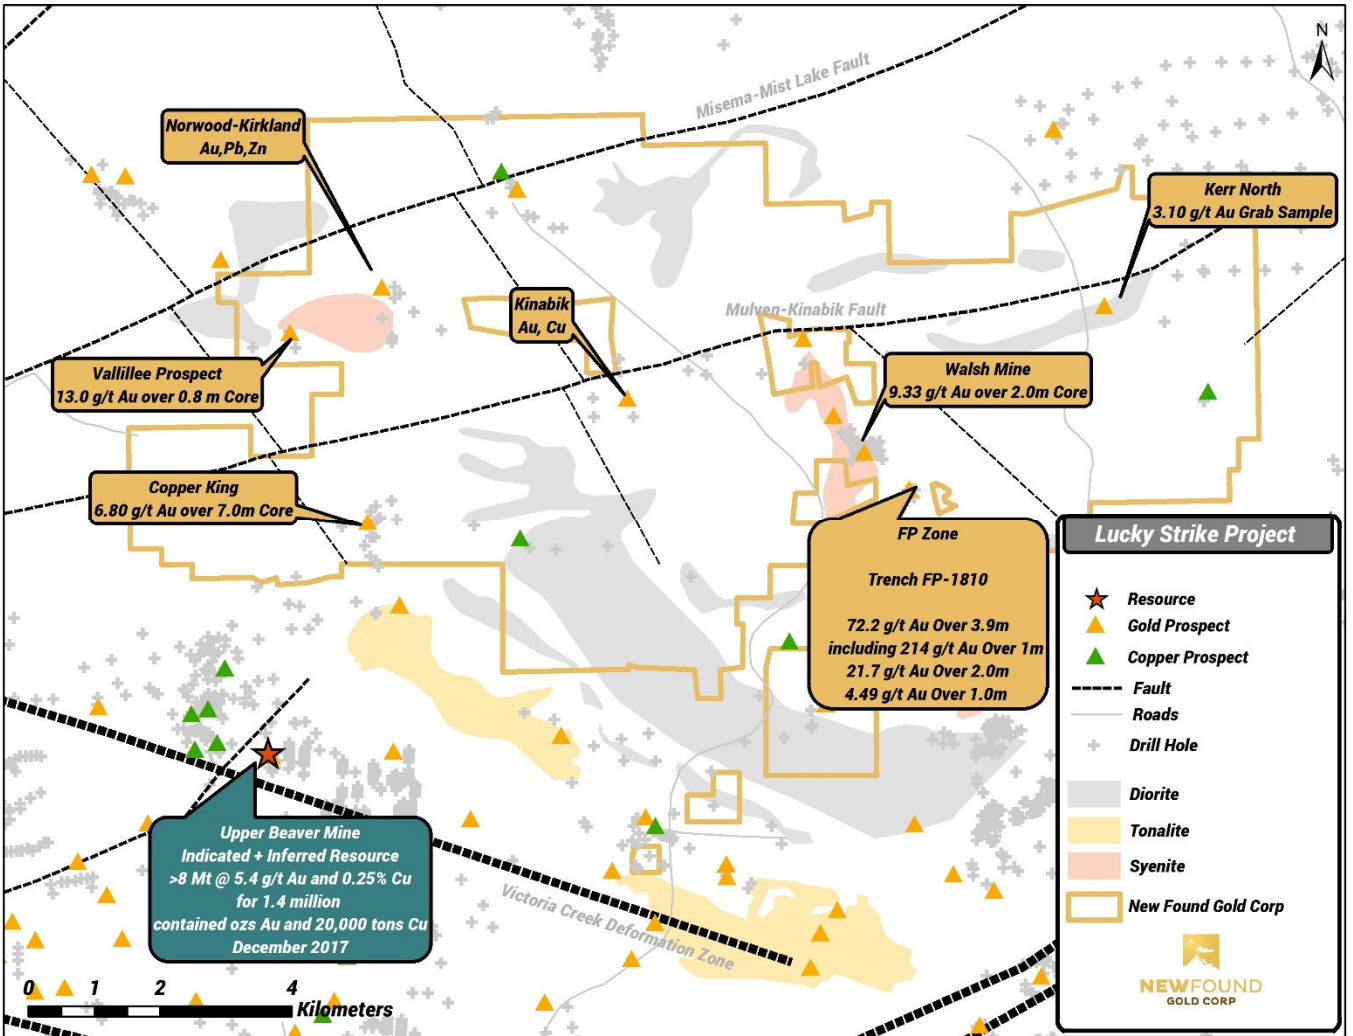 N
Misema-Mist Lake Fault
Norwood-Kirkland
Au,Pb,Zn
Kerr North
3.10 g/t Au Grab Sample
Kinabik
Au, Cu
Mulven-Kinabik Fault
Vallillee Prospect
13.0 g/t Au over 0.8 m Core
Walsh Mine
9.33 g/t Au over 2.0m Core
Copper King
6.80 g/t Au over 7.0m Core
FP Zone
Trench FP-1810
72.2 g/t Au Over 3.9m
including 214 g/t Au Over 1m
21.7 g/t Au Over 2.0m
4.49 g/t Au Over 1.0m
Lucky Strike Project
Resource
Gold Prospect
Copper Prospect
Fault
Roads
Drill Hole
Diorite
Tonalite
Syenite
New Found Gold Corp
NEWFOUND
GOLD CORP
Upper Beaver Mine
Indicated + Inferred Resource
>8 Mt @ 5.4 g/t Au and 0.25% Cu
for 1.4 million
contained ozs Au and 20,000 tons Cu
December 2017
Victoria Creek Deformation Zone
0 1 2 4
Kilometers